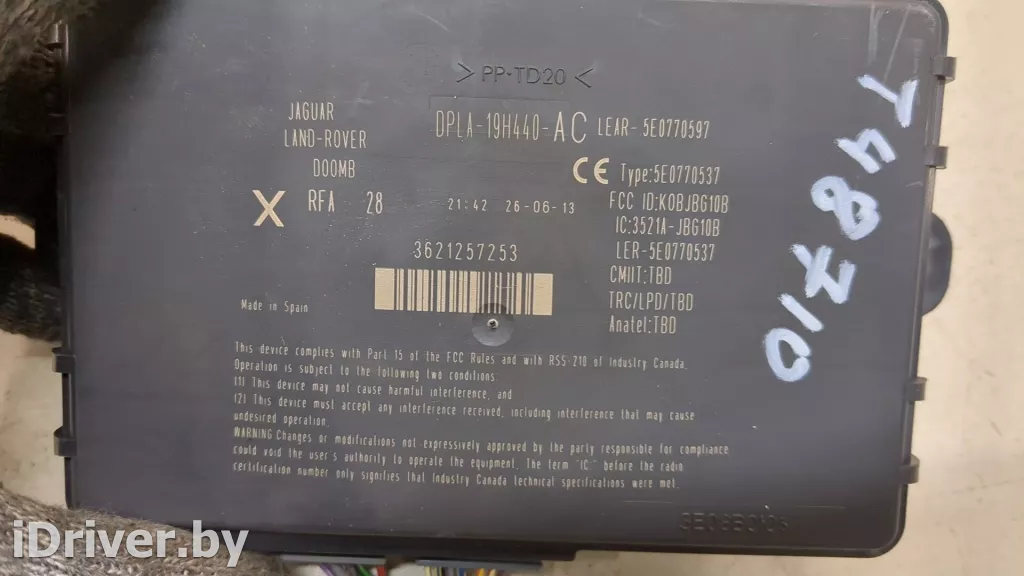 >PP-TD20<
JAGUAR
LAND-ROVER
DOOMB
X RFA 28
DPLA-19H440-AC
21:42 26-06-13
3621257253
LEAR- 5E0770597
CE Type:5E0770537
FCC ID:KOBJBG10B
IC:3521A-JBG10B
LER-5E0770537
CMIIT:TBD
TRC/LPD/TBD
Anatel:TBD
Made in Spain
This device complies with Part 15 of the FCC Rules and with RSS-210 of Industry Canada.
Operation is subject to the following two conditions:
(1) This device may not cause harmful interference, and
(2) This device must accept any interference received, including interference that may cause
undesired operation.
WARNING Changes or modifications not expressively approved by the party responsible for compliance
could void the user's authority to operate the equipment. The term "IC:" before the radio
certification number only signifies that Industry Canada technical specifications were met.
T48710
iDriver.by